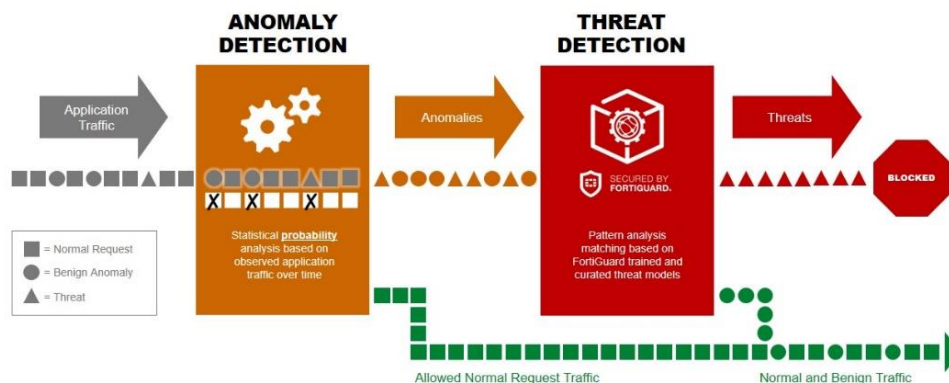 ANOMALY
DETECTION
THREAT
DETECTION
Application
Traffic
Anomalies
Threats
SECURED BY
FORTIGUARD®
BLOCKED
X X X
Statistical probability
analysis based on
observed application
traffic over time
Pattern analysis
matching based on
FortiGuard trained and
curated threat models
= Normal Request
= Benign Anomaly
= Threat
Allowed Normal Request Traffic
Normal and Benign Traffic